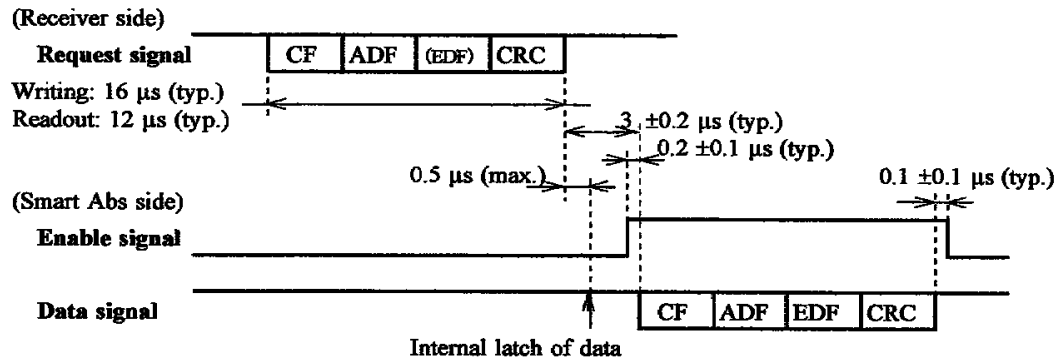 (Receiver side)
Request signal CF ADF (EDF) CRC
Writing: 16 μs (typ.)
Readout: 12 μs (typ.)
3 ±0.2 μs (typ.)
0.2 ±0.1 μs (typ.)
0.5 μs (max.)
0.1 ±0.1 μs (typ.)
(Smart Abs side)
Enable signal
Data signal CF ADF EDF CRC
Internal latch of data